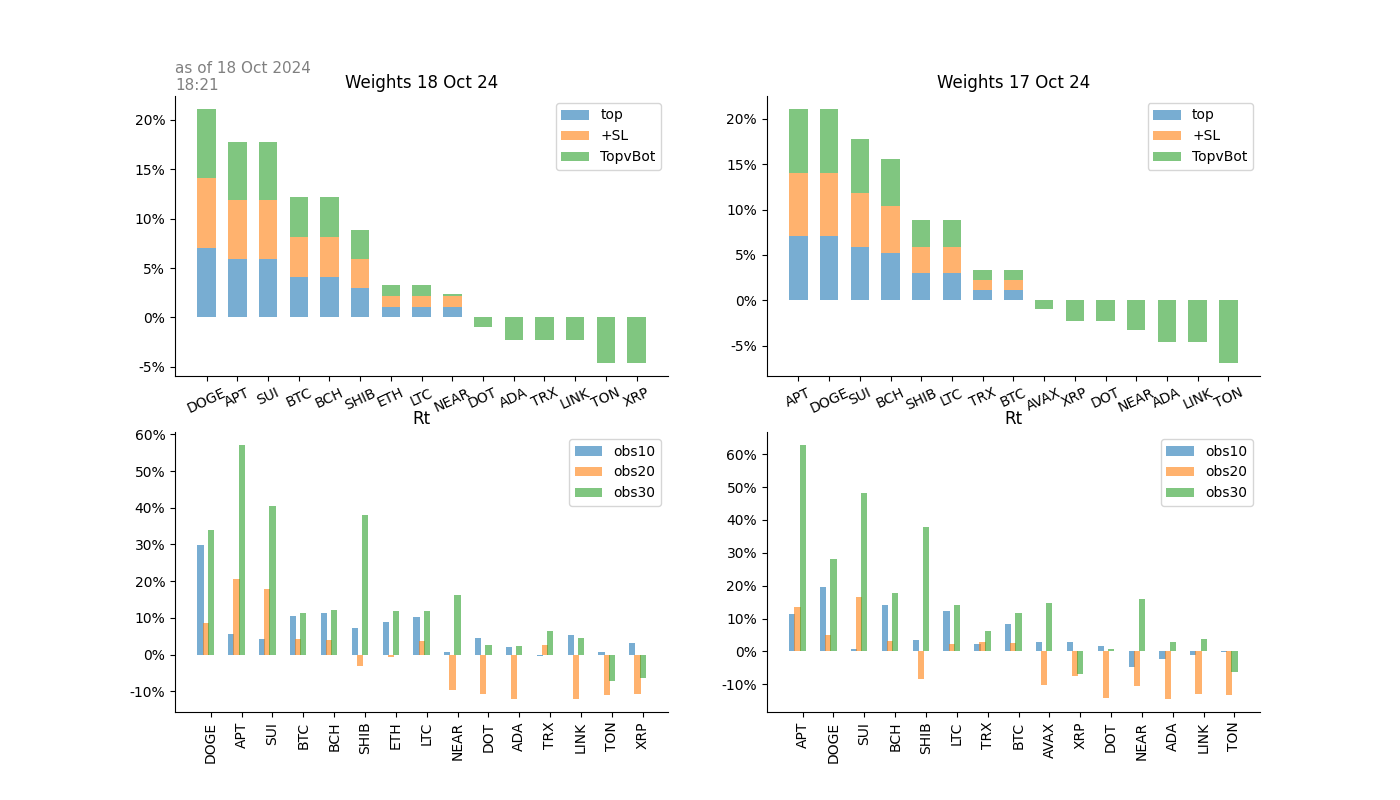 as of 18 Oct 2024
18:21
Weights 18 Oct 24
20%
15%
10%
5%
0%
-5%
top
+SL
TopvBot
DOGE APT SUI BTC BCH SHIB ETH LTC NEAR DOT ADA TRX LINK TON XRP
Weights 17 Oct 24
20%
15%
10%
5%
0%
-5%
top
+SL
TopvBot
APT DOGE SUI BCH SHIB LTC TRX BTC AVAX XRP DOT NEAR ADA LINK TON
Rt
60%
50%
40%
30%
20%
10%
0%
-10%
obs10
obs20
obs30
DOGE APT SUI BTC BCH SHIB ETH LTC NEAR DOT ADA TRX LINK TON XRP
Rt
60%
50%
40%
30%
20%
10%
0%
-10%
obs10
obs20
obs30
APT DOGE SUI BCH SHIB LTC TRX BTC AVAX XRP DOT NEAR ADA LINK TON